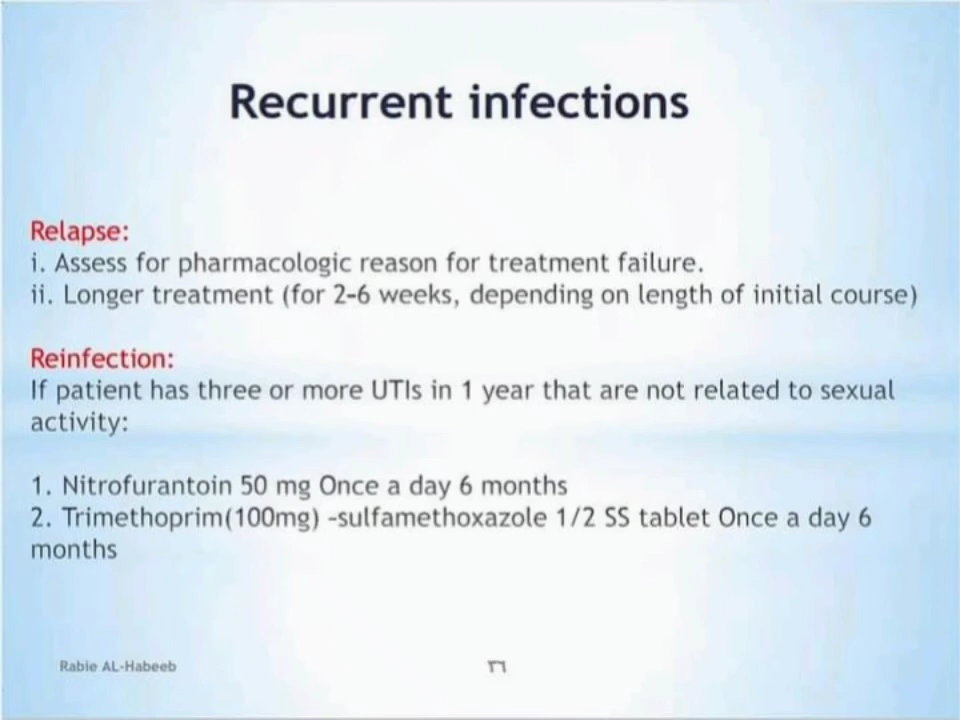 Recurrent infections
Relapse:
i. Assess for pharmacologic reason for treatment failure.
ii. Longer treatment (for 2-6 weeks, depending on length of initial course)
Reinfection:
If patient has three or more UTIs in 1 year that are not related to sexual
activity:
1. Nitrofurantoin 50 mg Once a day 6 months
2. Trimethoprim(100mg) -sulfamethoxazole 1/2 SS tablet Once a day 6
months
Rabie AL-Habeeb
٣٦